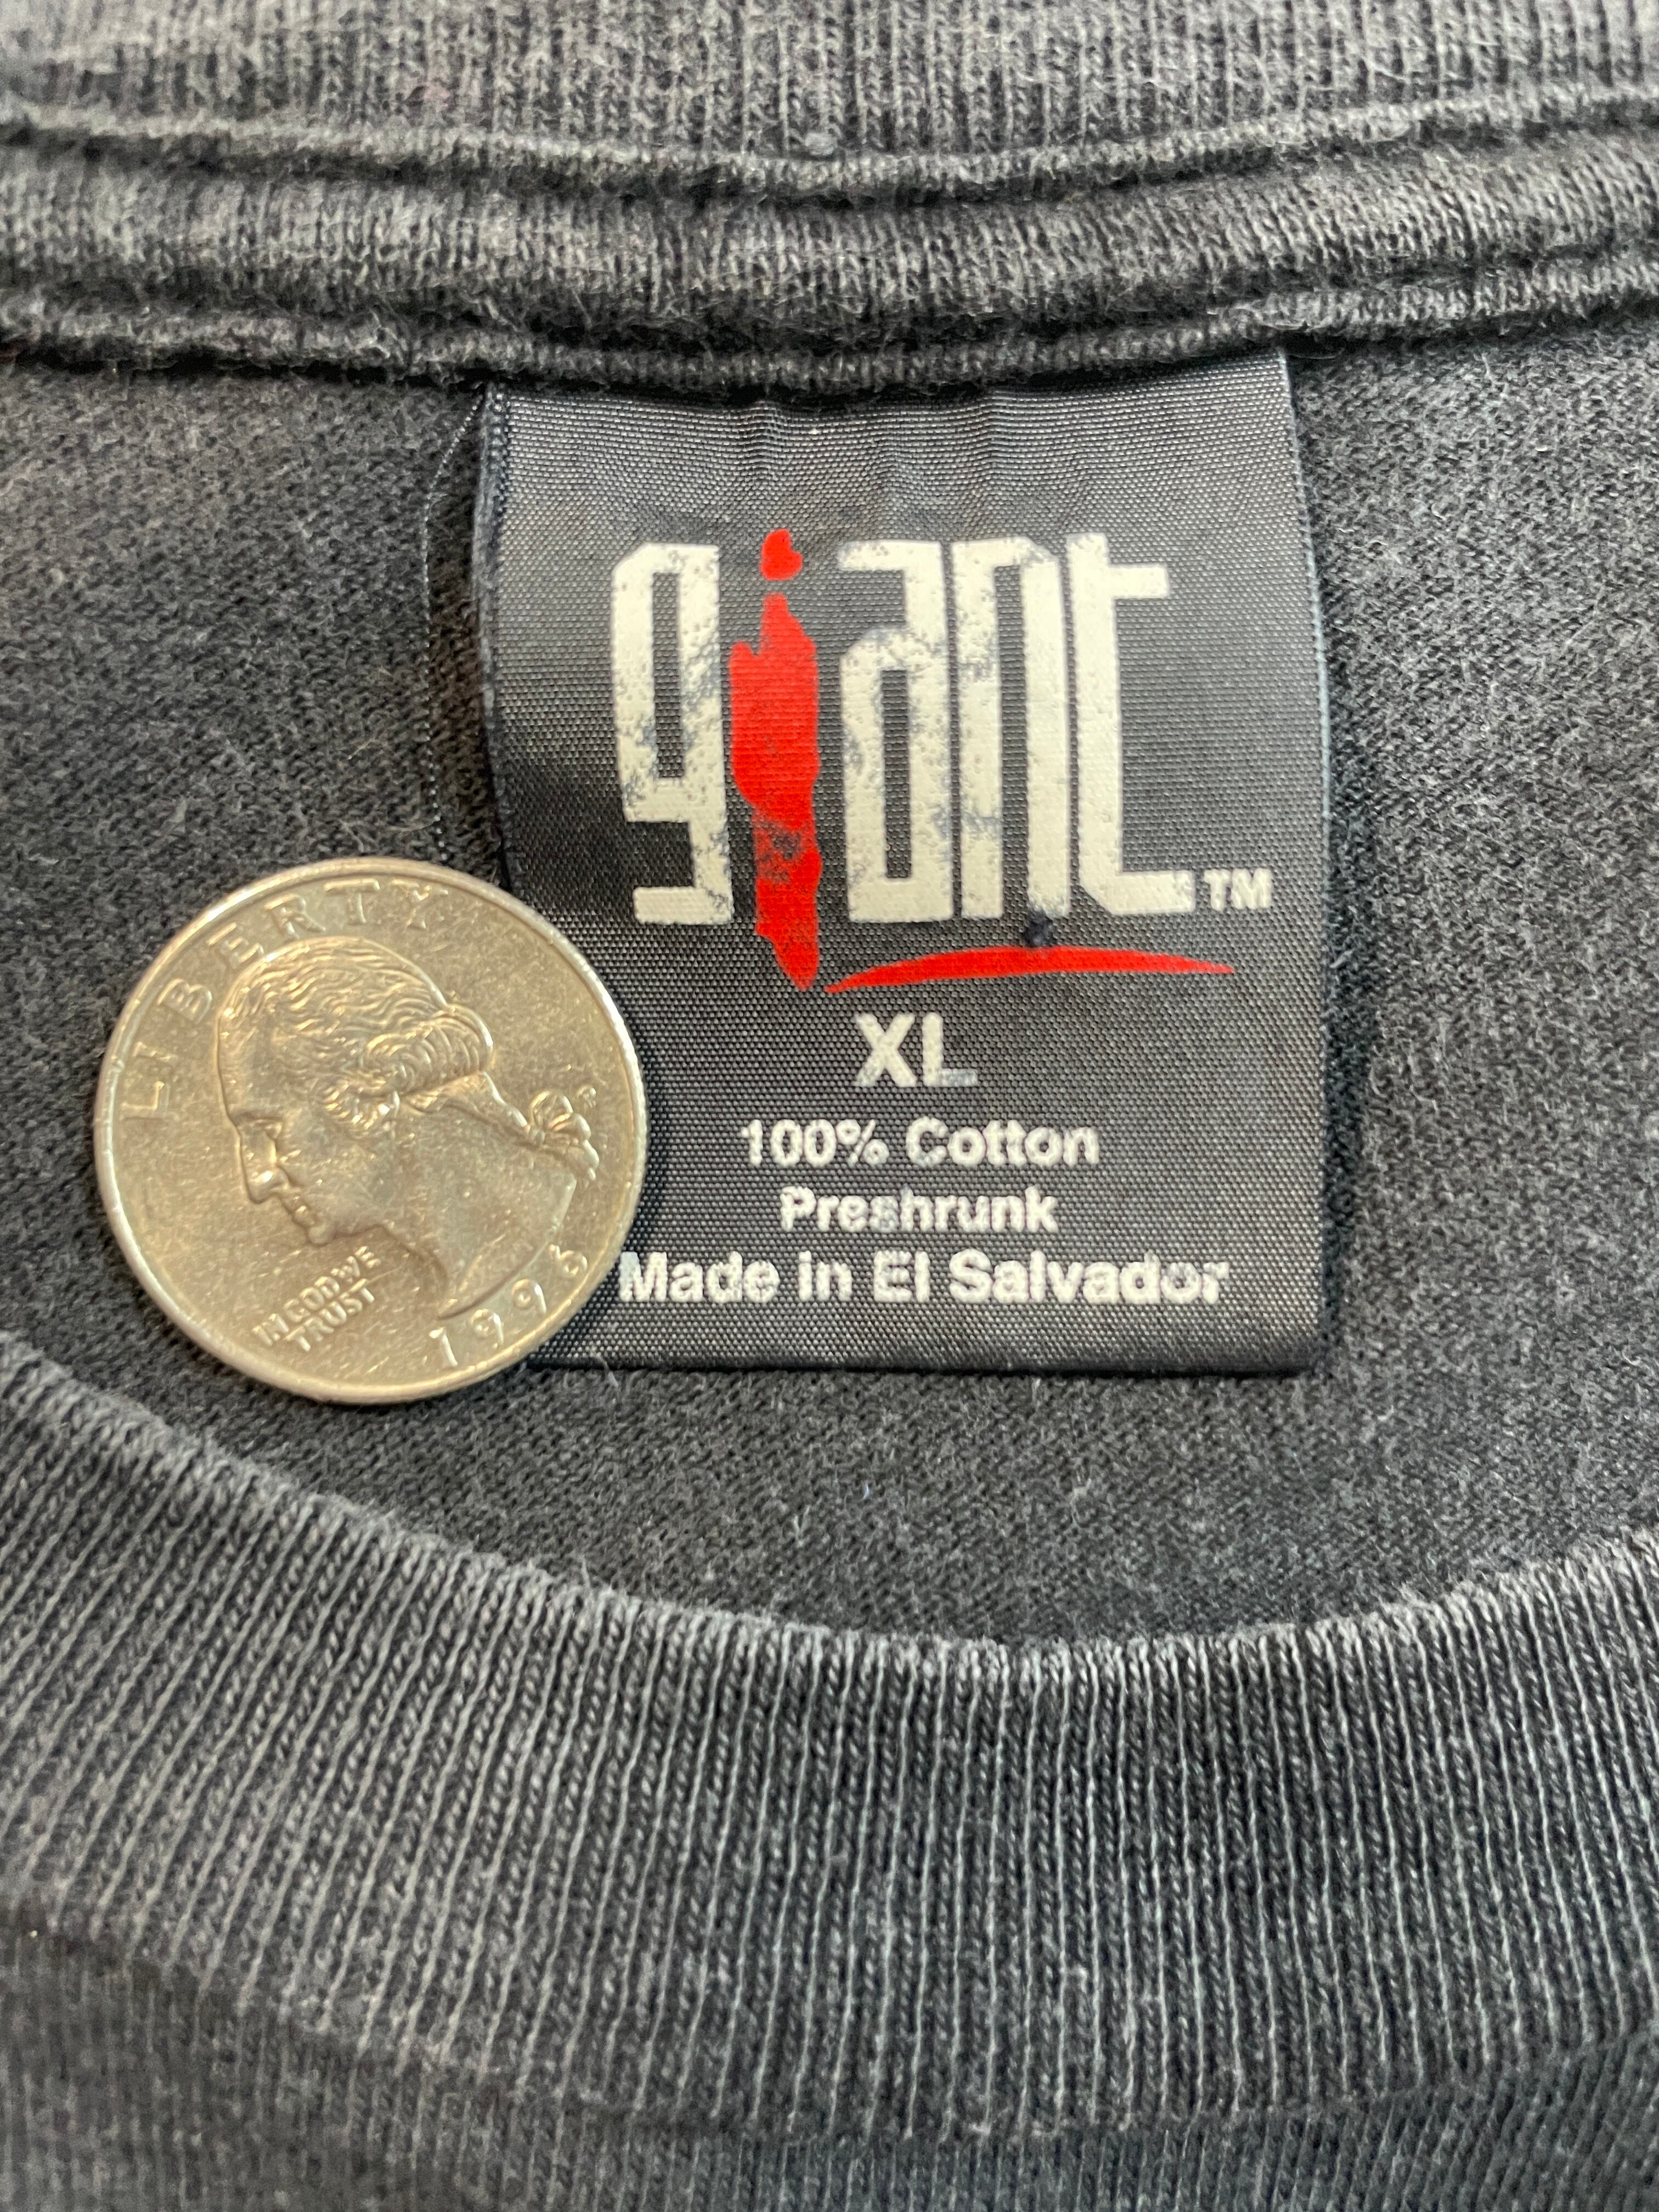 giant™
XL
100% Cotton
Preshrunk
Made in El Salvador
LIBERTY
IN GOD WE
TRUST
1996